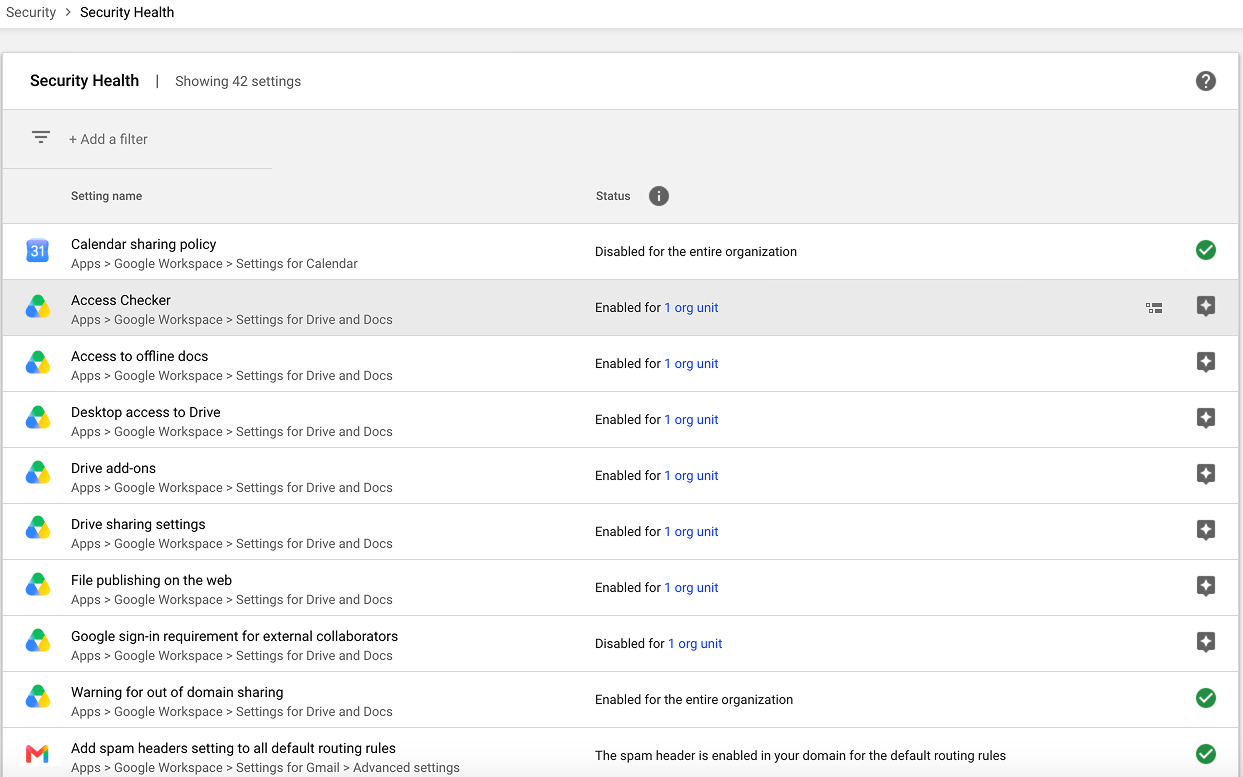 Security > Security Health
Security Health | Showing 42 settings
+ Add a filter
Setting name Status
31
Calendar sharing policy
Apps > Google Workspace > Settings for Calendar
Disabled for the entire organization
Access Checker
Apps > Google Workspace > Settings for Drive and Docs
Enabled for 1 org unit
Access to offline docs
Apps > Google Workspace > Settings for Drive and Docs
Enabled for 1 org unit
Desktop access to Drive
Apps > Google Workspace > Settings for Drive and Docs
Enabled for 1 org unit
Drive add-ons
Apps > Google Workspace > Settings for Drive and Docs
Enabled for 1 org unit
Drive sharing settings
Apps > Google Workspace > Settings for Drive and Docs
Enabled for 1 org unit
File publishing on the web
Apps > Google Workspace > Settings for Drive and Docs
Enabled for 1 org unit
Google sign-in requirement for external collaborators
Apps > Google Workspace > Settings for Drive and Docs
Disabled for 1 org unit
Warning for out of domain sharing
Apps > Google Workspace > Settings for Drive and Docs
Enabled for the entire organization
Add spam headers setting to all default routing rules
Apps > Google Workspace > Settings for Gmail > Advanced settings
The spam header is enabled in your domain for the default routing rules